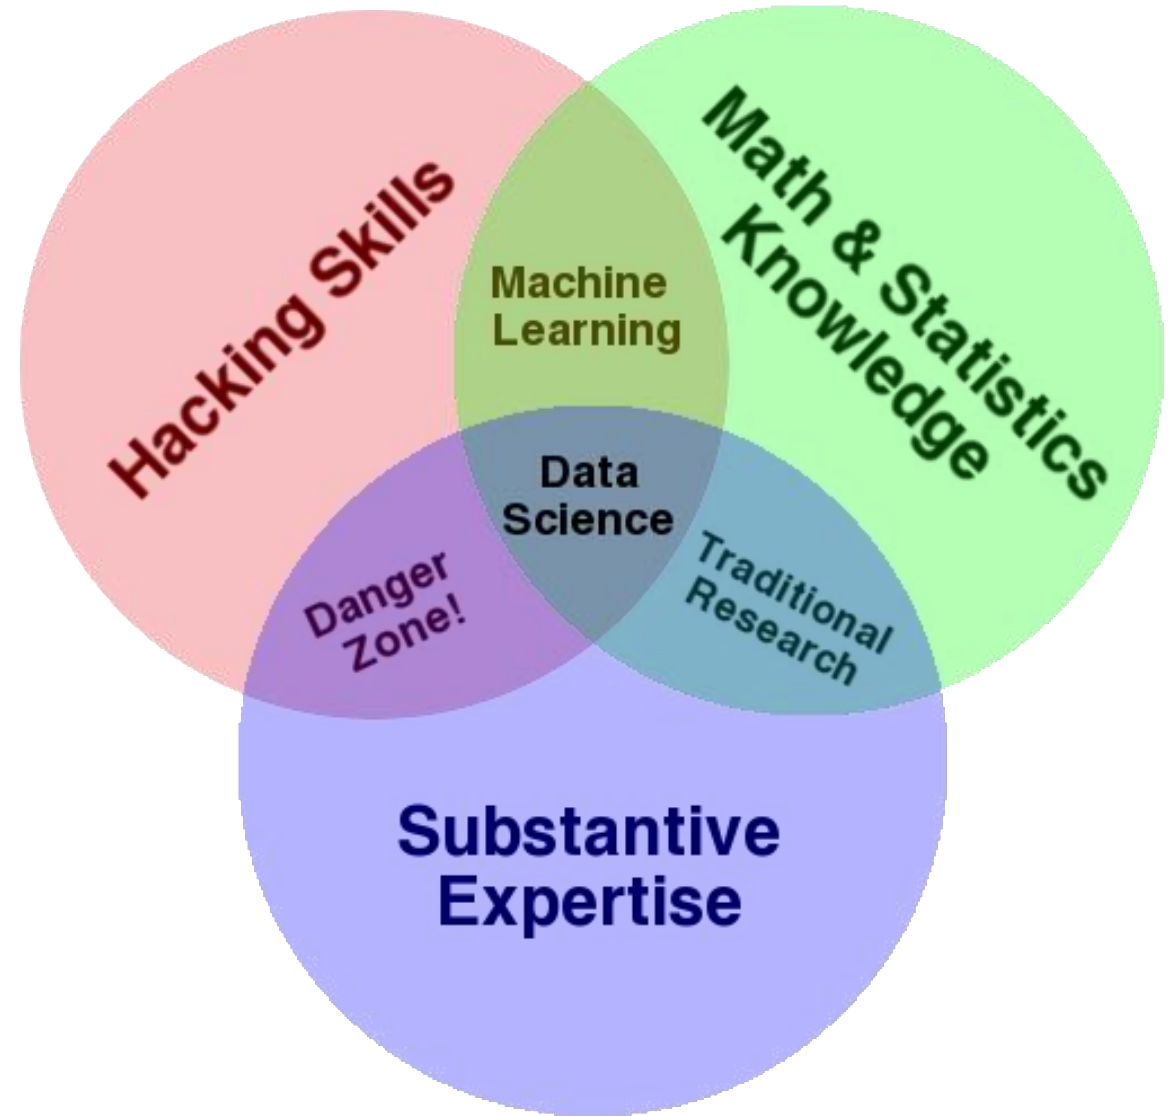 Hacking Skills
Math & Statistics
Knowledge
Machine
Learning
Data
Science
Danger
Zone!
Traditional
Research
Substantive
Expertise